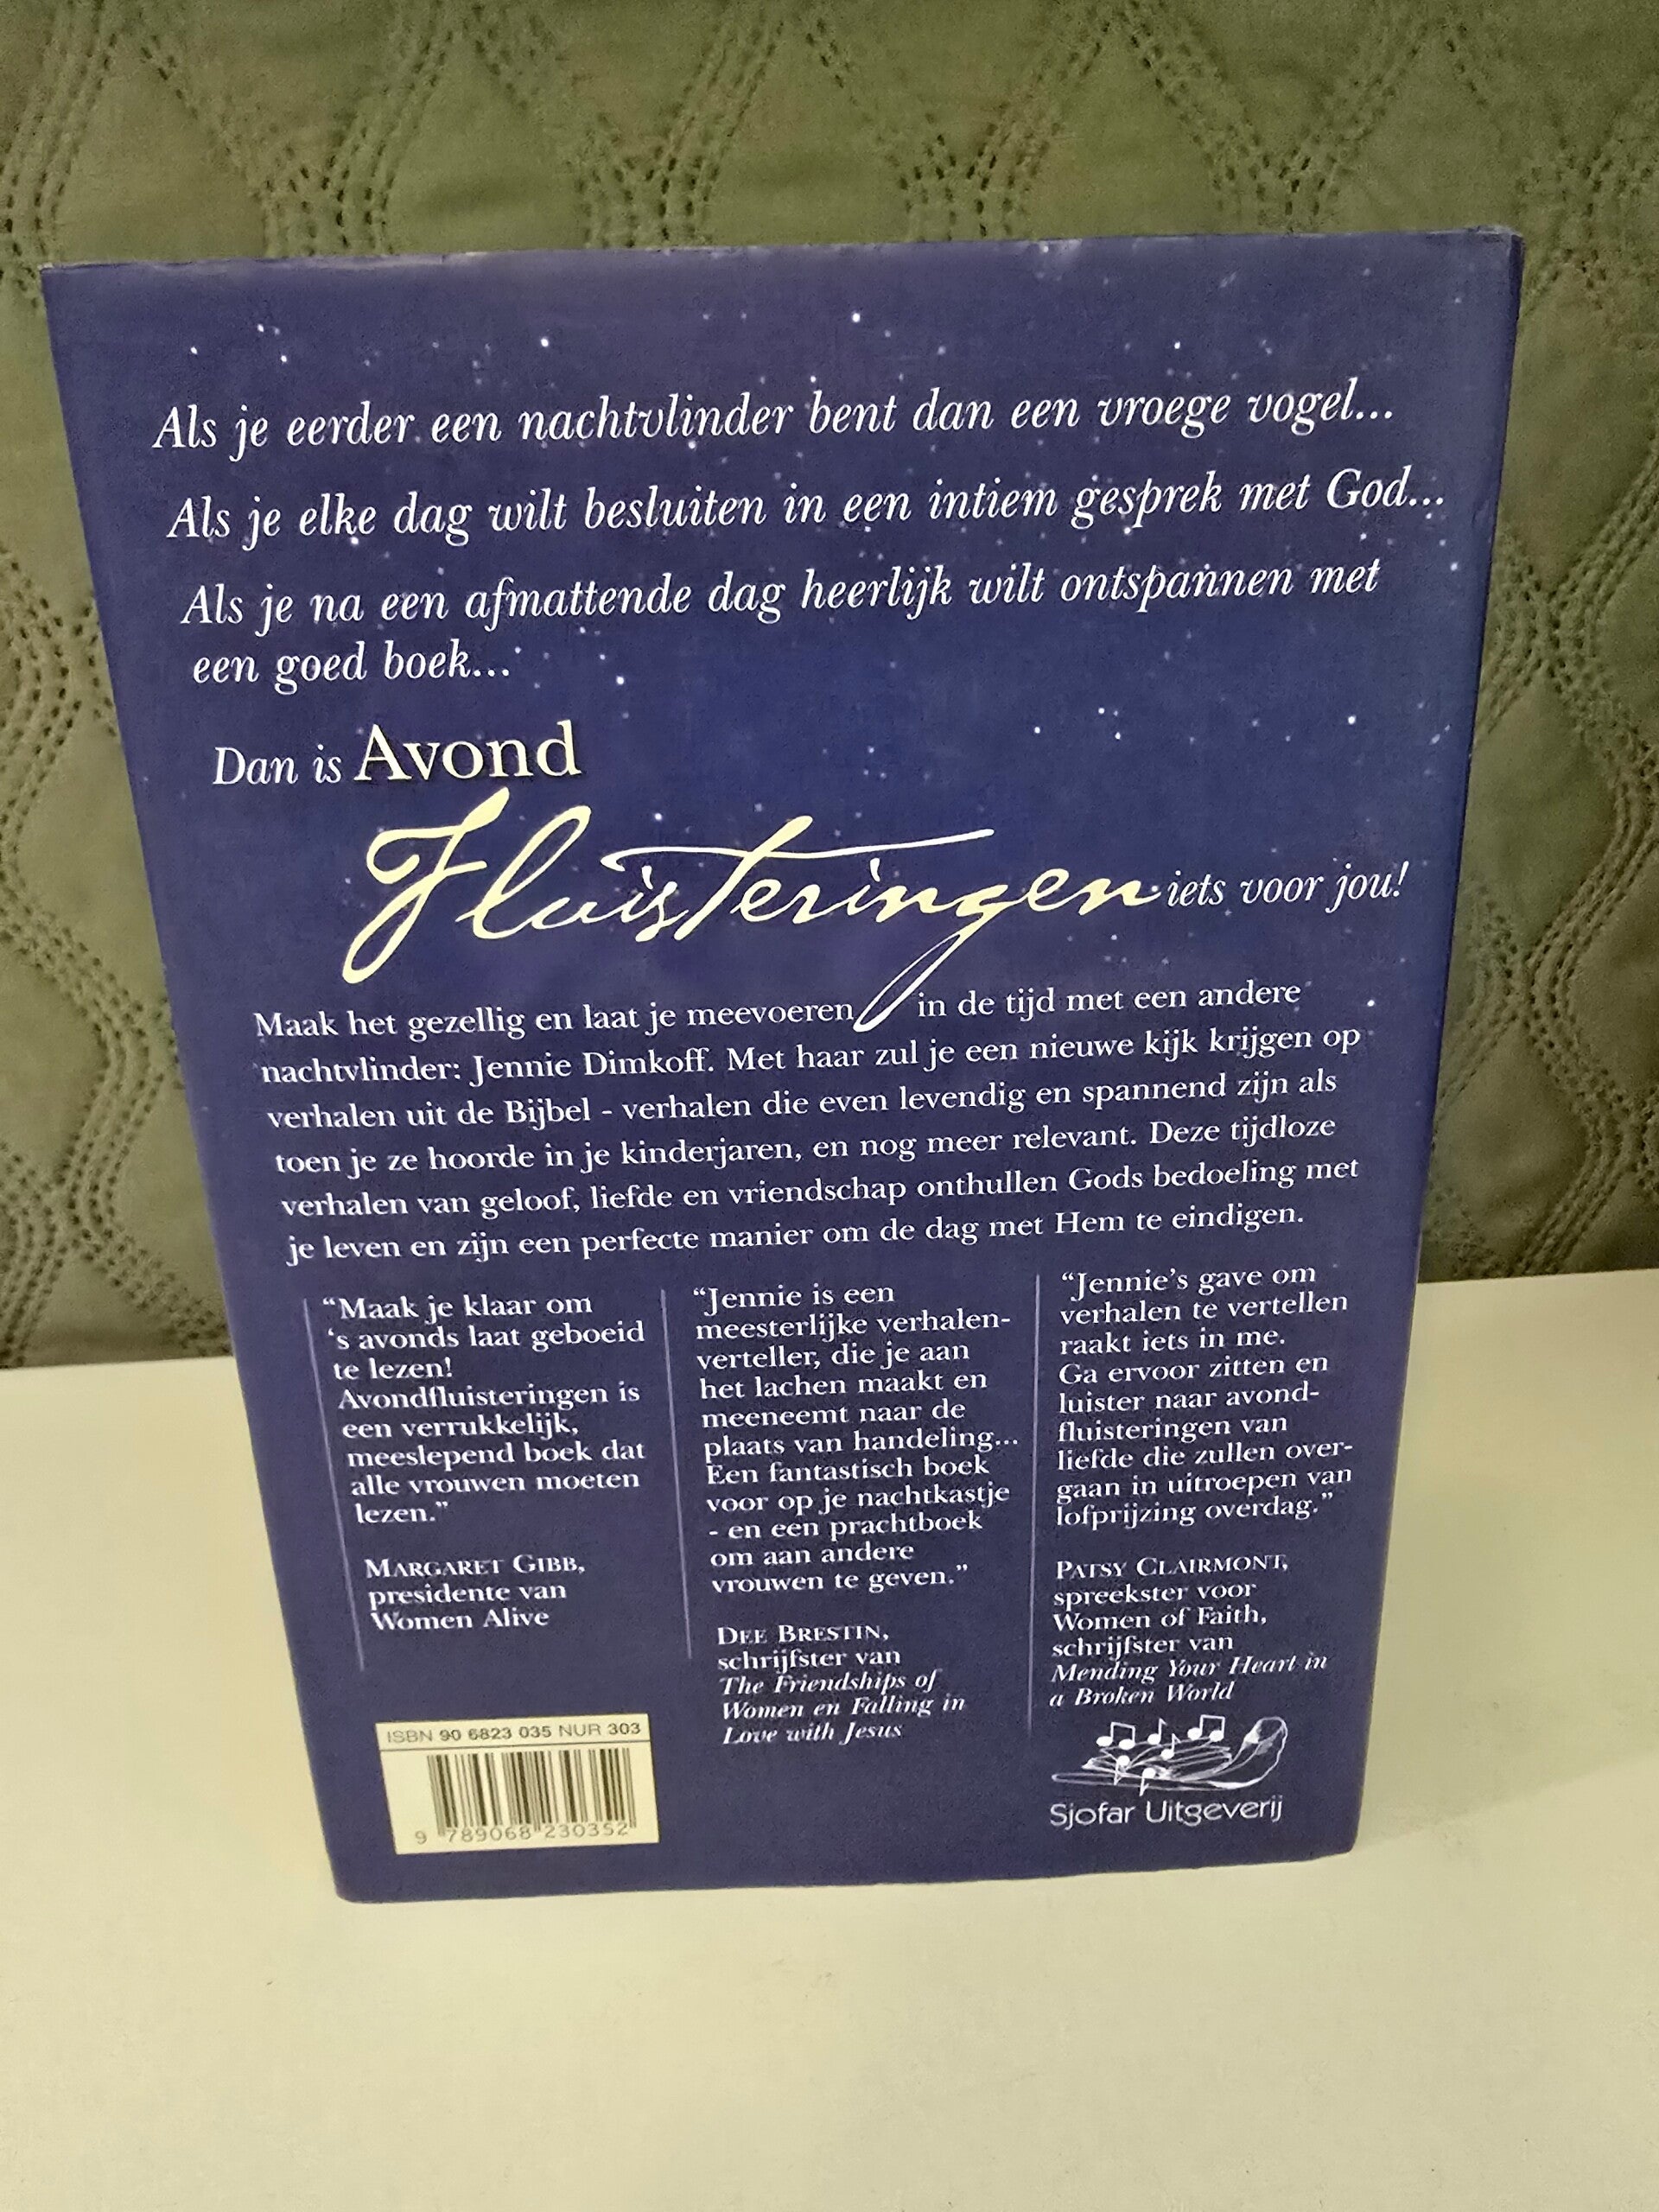 Als je eerder een nachtvlinder bent dan een vroege vogel...
Als je elke dag wilt besluiten in een intiem gesprek met God...
Als je na een afmattende dag heerlijk wilt ontspannen met
een goed boek...
Dan is Avond
Fluisteringen iets voor jou!
Maak het gezellig en laat je meevoeren in de tijd met een andere
nachtvlinder: Jennie Dimkoff. Met haar zul je een nieuwe kijk krijgen op
verhalen uit de Bijbel - verhalen die even levendig en spannend zijn als
toen je ze hoorde in je kinderjaren, en nog meer relevant. Deze tijdloze
verhalen van geloof, liefde en vriendschap onthullen Gods bedoeling met
je leven en zijn een perfecte manier om de dag met Hem te eindigen.
“Maak je klaar om
‘s avonds laat geboeid
te lezen!
Avondfluisteringen is
een verrukkelijk,
meeslepend boek dat
alle vrouwen moeten
lezen.”
MARGARET GIBB,
presidente van
Women Alive
“Jennie is een
meesterlijke verhalen-
verteller, die je aan
het lachen maakt en
meeneemt naar de
plaats van handeling...
Een fantastisch boek
voor op je nachtkastje
- en een prachtboek
om aan andere
vrouwen te geven.”
DEE BRESTIN,
schrijfster van
The Friendships of
Women en Falling in
Love with Jesus
“Jennie’s gave om
verhalen te vertellen
raakt iets in me.
Ga ervoor zitten en
luister naar avond-
fluisteringen van
liefde die zullen over-
gaan in uitroepen van
lofprijzing overdag.”
PATSY CLAIRMONT,
spreekster voor
Women of Faith,
schrijfster van
Mending Your Heart in
a Broken World
ISBN 90 6823 035 NUR 303
9 789068 230352
Sjofar Uitgeverij